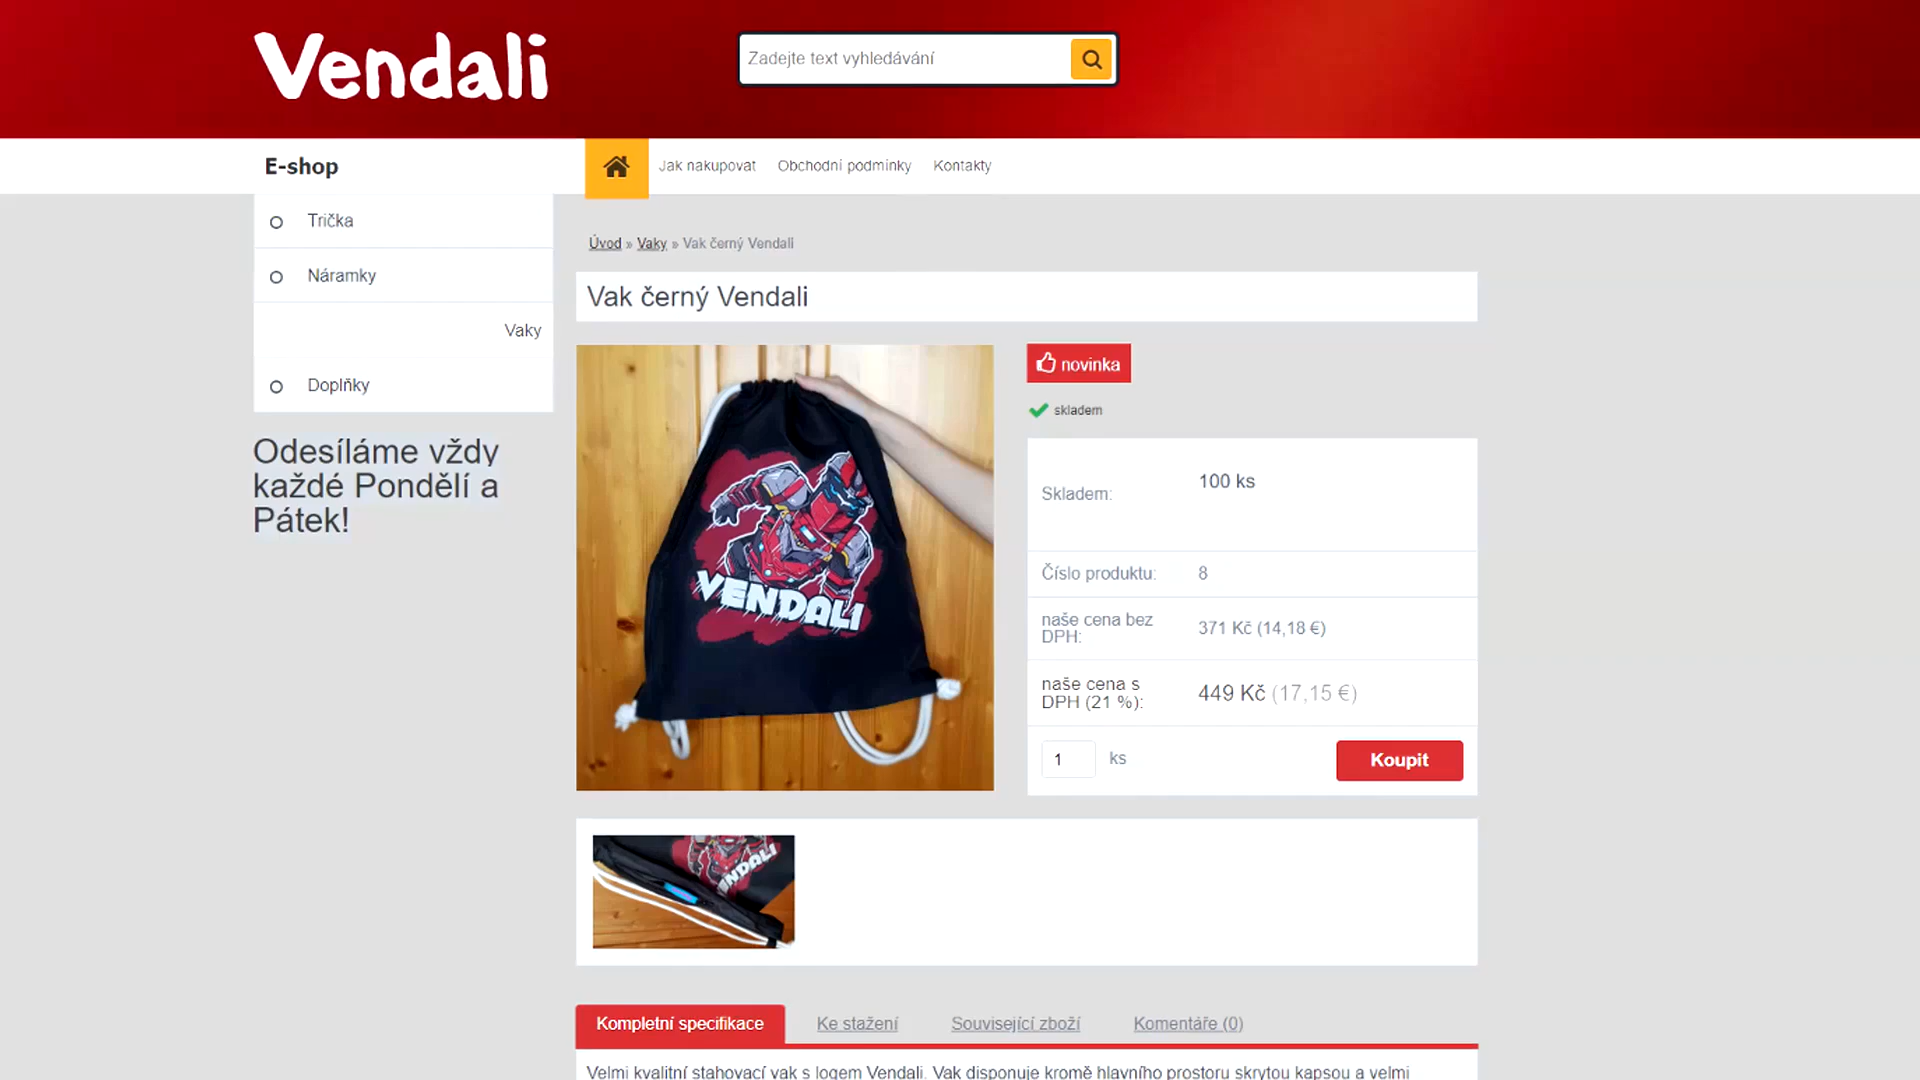 Vendali
Zadejte text vyhledávání
E-shop
Jak nakupovat
Obchodní podmínky
Kontakty
Trička
Náramky
Vaky
Doplňky
Odesíláme vždy
každé Pondělí a
Pátek!
Úvod » Vaky » Vak černý Vendali
Vak černý Vendali
VENDALI
novinka
skladem
Skladem:
100 ks
Číslo produktu:
8
naše cena bez
DPH:
371 Kč (14,18 €)
naše cena s
DPH (21 %):
449 Kč (17,15 €)
1
ks
Koupit
VENDALI
Kompletní specifikace
Ke stažení
Související zboží
Komentáře (0)
Velmi kvalitní stahovací vak s logem Vendali. Vak disponuje kromě hlavního prostoru skrytou kapsou a velmi